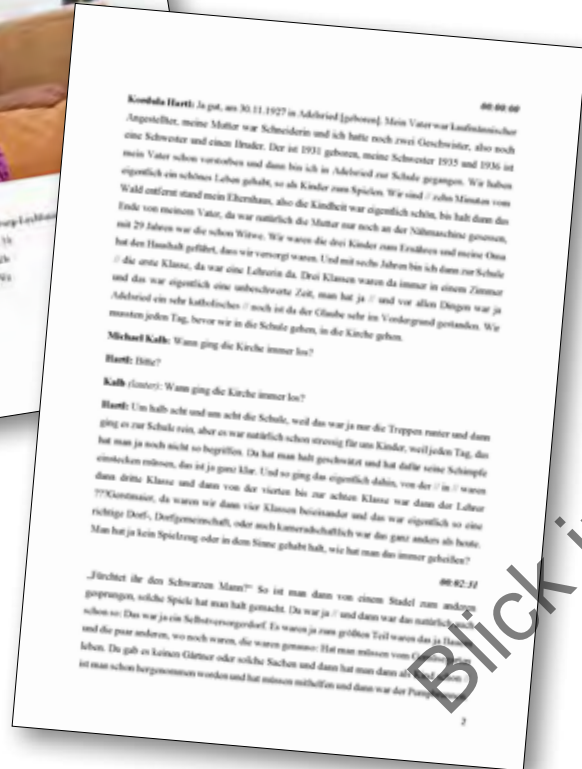 00:00:00
Kordula Hartl: Ja gut, am 30.11.1927 in Adelsried [geboren]. Mein Vater war kaufmännischer
Angestellter, meine Mutter war Schneiderin und ich hatte noch zwei Geschwister, also noch
eine Schwester und einen Bruder. Der ist 1931 geboren, meine Schwester 1935 und 1936 ist
mein Vater schon verstorben und dann bin ich in Adelsried zur Schule gegangen. Wir haben
eigentlich ein schönes Leben gehabt, so als Kinder zum Spielen. Wir sind // zehn Minuten vom
Wald entfernt stand mein Elternhaus, also die Kindheit war eigentlich schön, bis halt dann das
Ende von meinem Vater, da war natürlich die Mutter nur noch an der Nähmaschine gesessen,
mit 29 Jahren war die schon Witwe. Wir waren die drei Kinder zum Ernähren und meine Oma
hat den Haushalt geführt, dass wir versorgt waren. Und mit sechs Jahren bin ich dann zur Schule
// die erste Klasse, da war eine Lehrerin da. Drei Klassen waren da immer in einem Zimmer
und das war eigentlich eine unbeschwerte Zeit, man hat ja // und vor allen Dingen war ja
Adelsried ein sehr katholisches // noch ist da der Glaube sehr im Vordergrund gestanden. Wir
mussten jeden Tag, bevor wir in die Schule gehen, in die Kirche gehen.
Michael Kalb: Wann ging die Kirche immer los?
Hartl: Bitte?
Kalb (lauter): Wann ging die Kirche immer los?
Hartl: Um halb acht und um acht die Schule, weil das war ja nur die Treppen runter und dann
ging es zur Schule rein, aber es war natürlich schon stressig für uns Kinder, weil jeden Tag, das
hat man ja noch nicht so begriffen. Da hat man halt geschwätzt und hat dafür seine Schimpfe
einstecken müssen, das ist ja ganz klar. Und so ging das eigentlich dahin, von der // in // waren
dann dritte Klasse und dann von der vierten bis zur achten Klasse war dann der Lehrer
da waren wir dann vier Klassen beieinander und das war eigentlich so eine
richtige Dorf-, Dorfgemeinschaft, oder auch kameradschaftlich war das ganz anders als heute.
Man hat ja kein Spielzeug oder in dem Sinne gehabt halt, wie hat man das immer geheißen?
00:02:31
„Fürchtet ihr den Schwarzen Mann?" So ist man dann von einem Stadel zum anderen
gesprungen, solche Spiele hat man halt gemacht. Da war ja // und dann war das natürlich auch
schon so: Das war ja ein Selbstversorgerdorf. Es waren ja zum größten Teil waren das ja Bauern
und die paar anderen, wo noch waren, die waren genauso: Hat man müssen vom
leben. Da gab es keinen Gärtner oder solche Sachen und dann hat man dann als Kind schon
ist man schon hergenommen worden und hat müssen mithelfen und dann war der
2
Blick